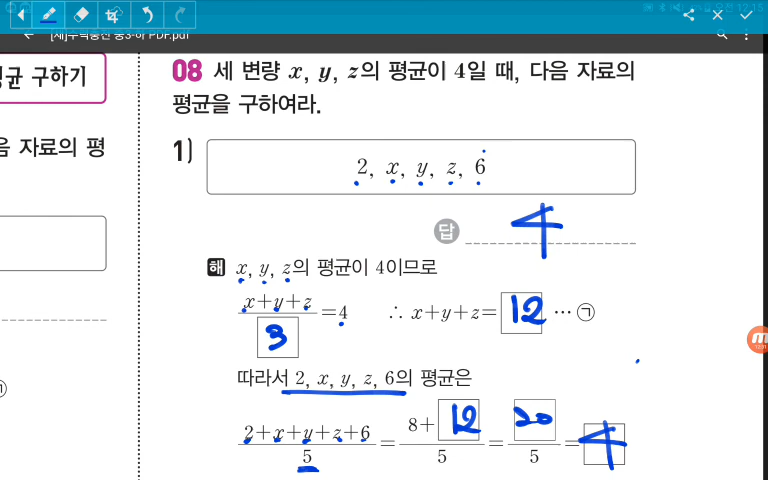 [새]수력충전 중3-하 PDF.pdf
평균 구하기
음 자료의 평
08 세 변량 x, y, z의 평균이 4일 때, 다음 자료의
평균을 구하여라.
1)
2, x, y, z, 6
답 4
해 x, y, z의 평균이 4이므로
x+y+z/3=4 ∴ x+y+z=12 … ㉠
따라서 2, x, y, z, 6의 평균은
2+x+y+z+6/5=8+12/5=20/5=4